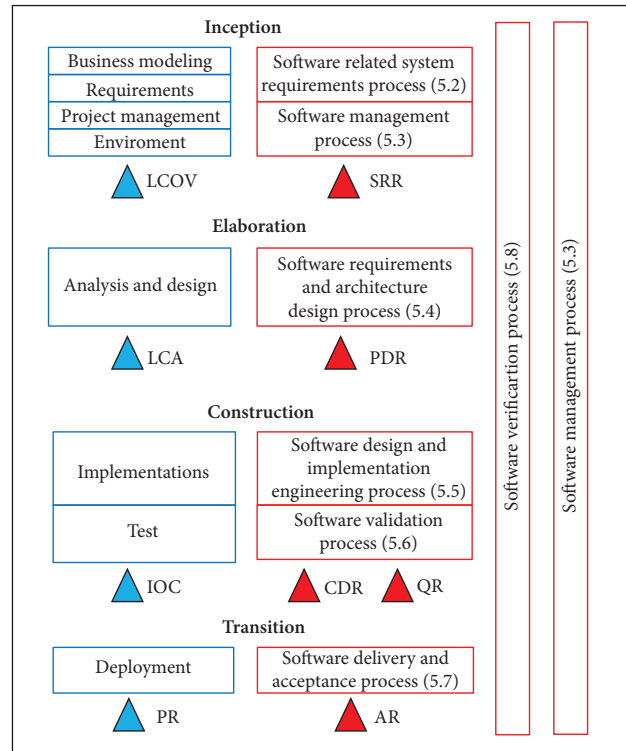 Inception
Business modeling
Requirements
Project management
Enviroment
Software related system
requirements process (5.2)
Software management
process (5.3)
LCOV
SRR
Elaboration
Analysis and design
Software requirements
and architecture
design process (5.4)
LCA
PDR
Construction
Implementations
Test
Software design and
implementation
engineering process (5.5)
Software validation
process (5.6)
IOC
CDR
QR
Transition
Deployment
Software delivery and
acceptance process (5.7)
PR
AR
Software verificartion process (5.8)
Software management process (5.3)